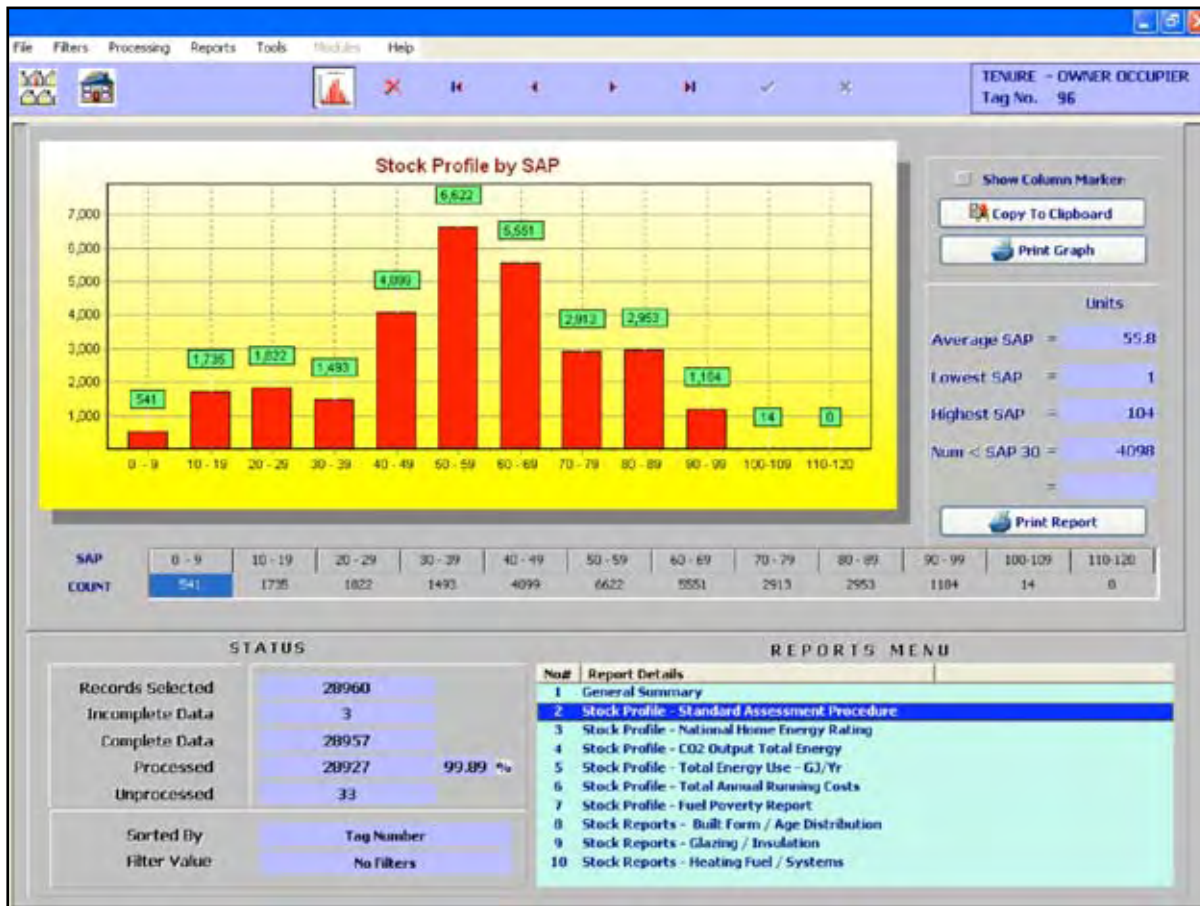 File Filters Processing Reports Tools Modules Help
TENURE - OWNER OCCUPIER
Tag No. 96
Stock Profile by SAP
7,000
6,000
5,000
4,000
3,000
2,000
1,000
541
1,735
1,822
1,493
4,099
6,622
5,551
2,913
2,953
1,184
14
0
0 - 9 10 - 19 20 - 29 30 - 39 40 - 49 50 - 59 60 - 69 70 - 79 80 - 89 90 - 99 100-109 110-120
Show Column Marker
Copy To Clipboard
Print Graph
Units
Average SAP = 55.8
Lowest SAP = 1
Highest SAP = 104
Num < SAP 30 = 4098
=
Print Report
SAP 0 - 9 10 - 19 20 - 29 30 - 39 40 - 49 50 - 59 60 - 69 70 - 79 80 - 89 90 - 99 100-109 110-120
COUNT 541 1735 1822 1493 4099 6622 5551 2913 2953 1184 14 0
STATUS
Records Selected 28960
Incomplete Data 3
Complete Data 28957
Processed 28927 99.89 %
Unprocessed 33
Sorted By Tag Number
Filter Value No Filters
REPORTS MENU
No# Report Details
1 General Summary
2 Stock Profile - Standard Assessment Procedure
3 Stock Profile - National Home Energy Rating
4 Stock Profile - CO2 Output Total Energy
5 Stock Profile - Total Energy Use - GJ/Yr
6 Stock Profile - Total Annual Running Costs
7 Stock Profile - Fuel Poverty Report
8 Stock Reports - Built Form / Age Distribution
9 Stock Reports - Glazing / Insulation
10 Stock Reports - Heating Fuel / Systems